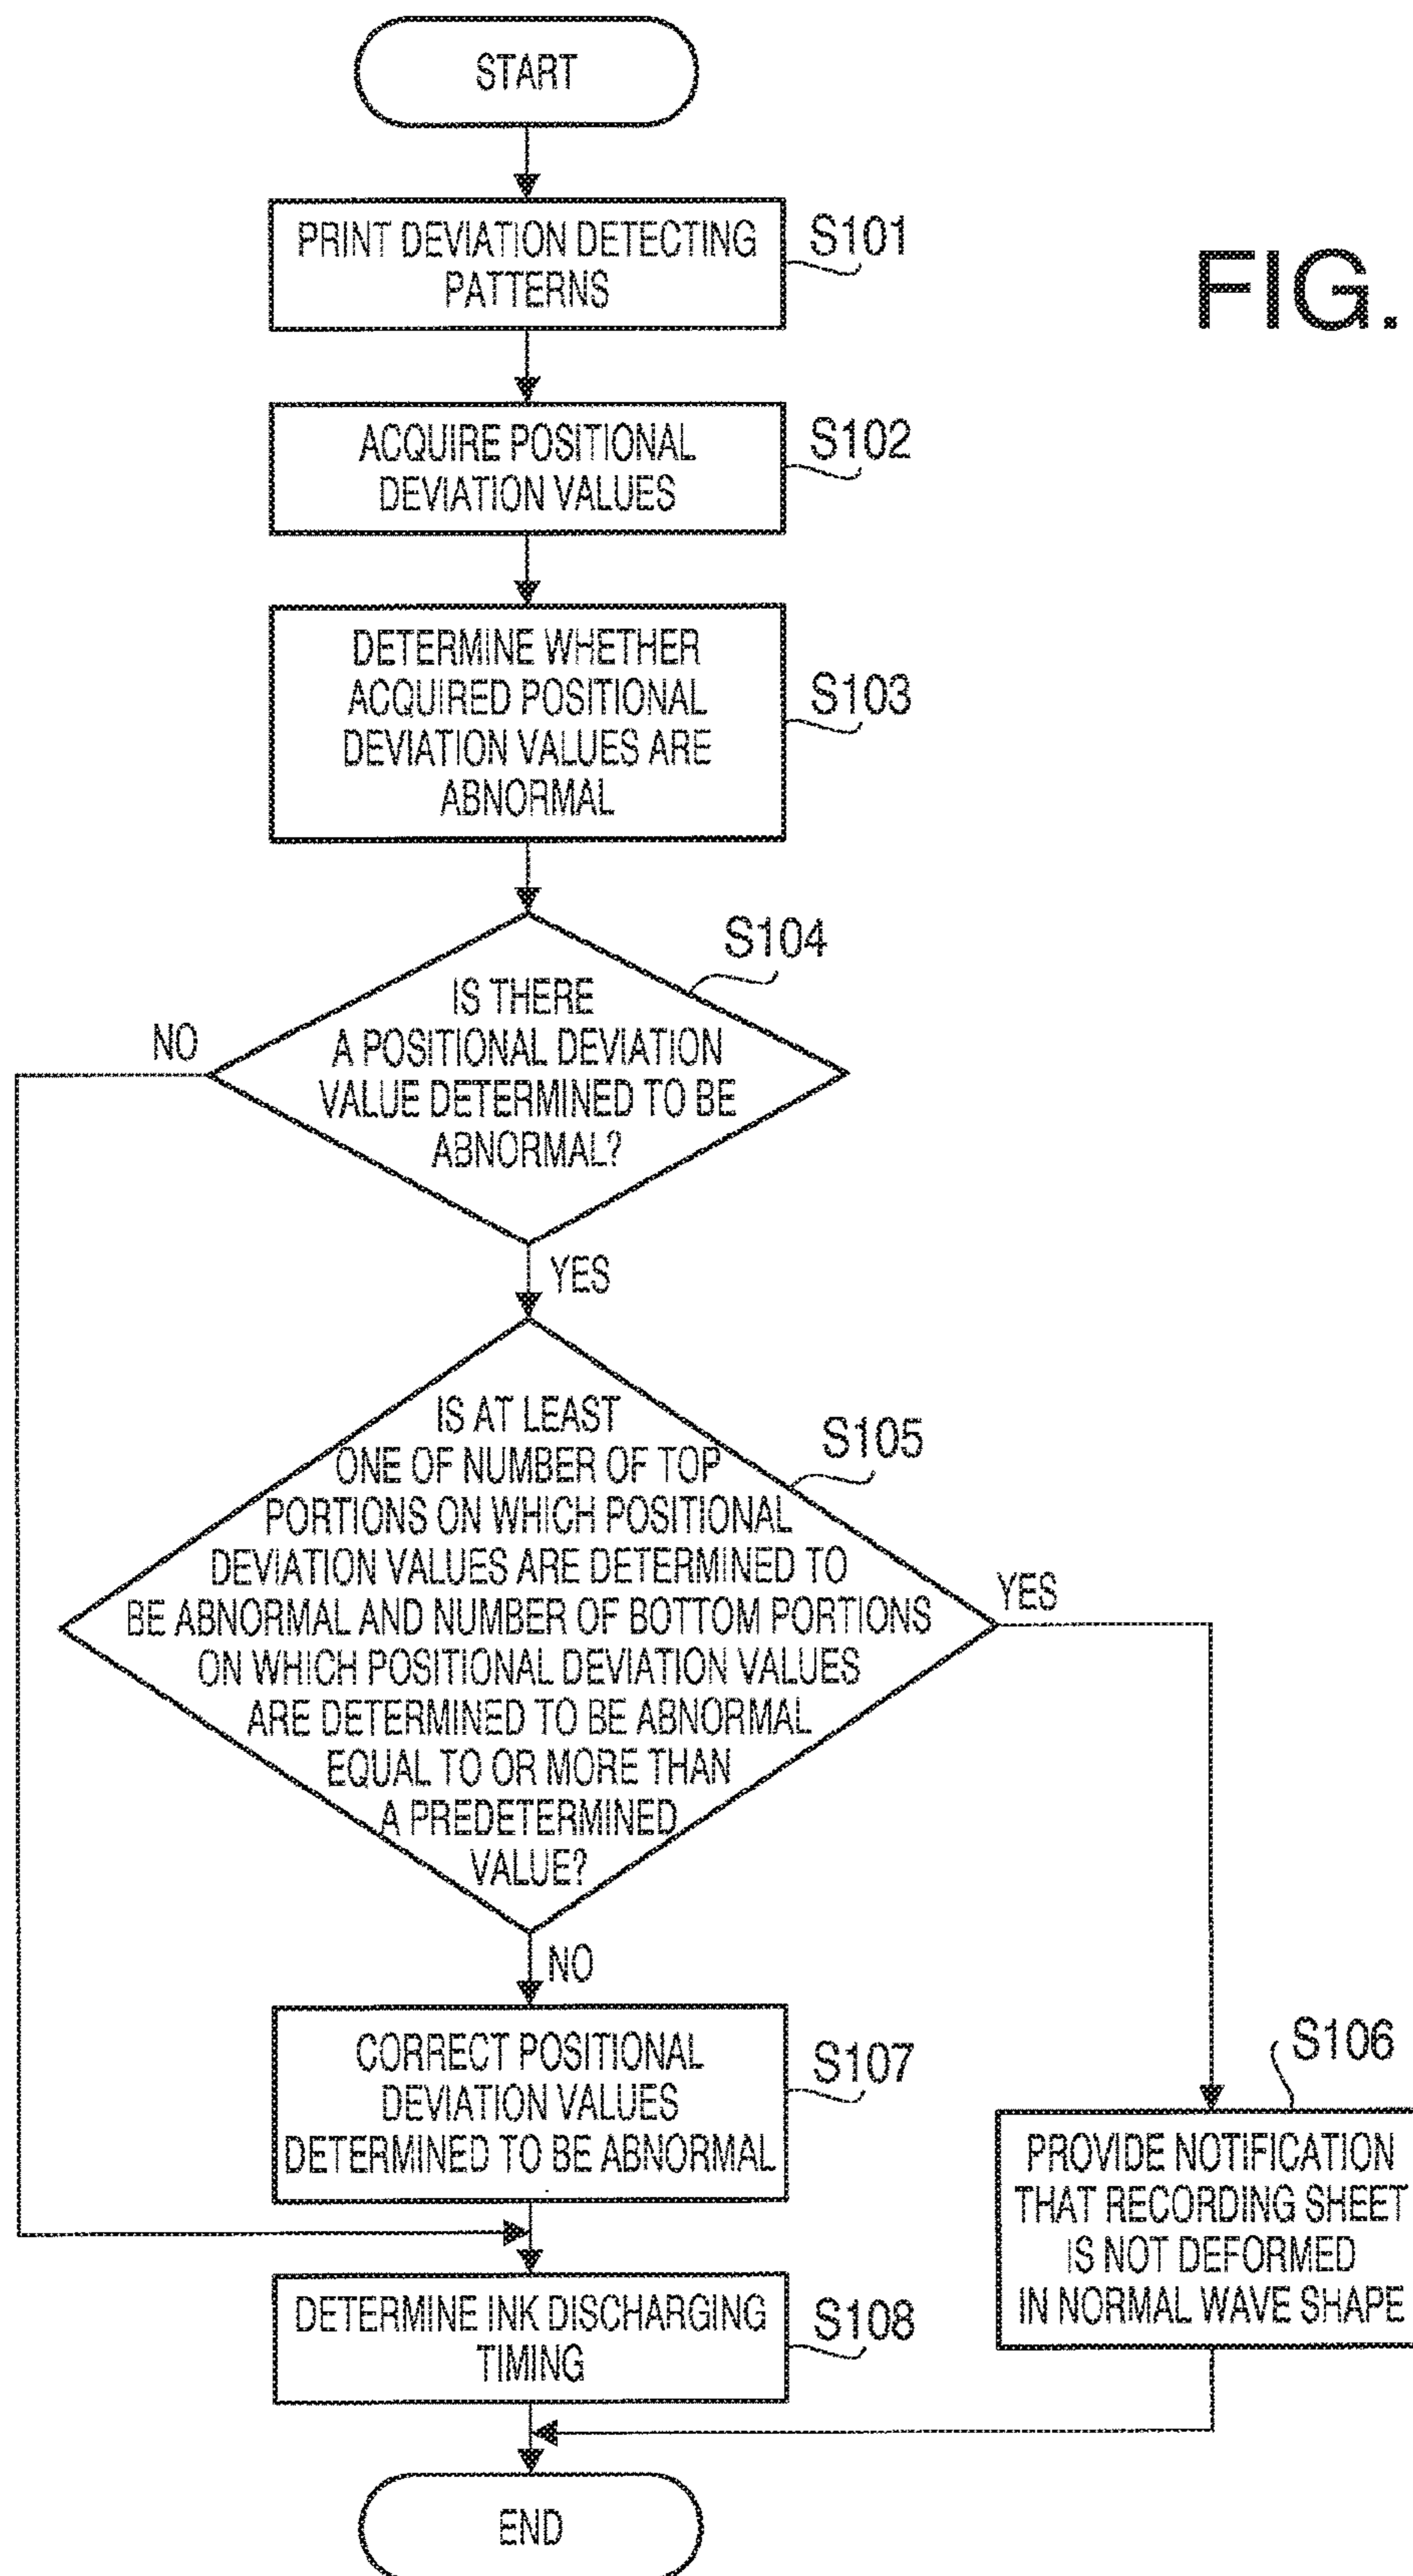 START
PRINT DEVIATION DETECTING
PATTERNS
S101
FIG.
ACQUIRE POSITIONAL
DEVIATION VALUES
S102
DETERMINE WHETHER
ACQUIRED POSITIONAL
DEVIATION VALUES ARE
ABNORMAL
S103
S104
IS THERE
A POSITIONAL DEVIATION
VALUE DETERMINED TO BE
ABNORMAL?
NO
YES
S105
IS AT LEAST
ONE OF NUMBER OF TOP
PORTIONS ON WHICH POSITIONAL
DEVIATION VALUES ARE DETERMINED TO
BE ABNORMAL AND NUMBER OF BOTTOM PORTIONS
ON WHICH POSITIONAL DEVIATION VALUES
ARE DETERMINED TO BE ABNORMAL
EQUAL TO OR MORE THAN
A PREDETERMINED
VALUE?
YES
NO
CORRECT POSITIONAL
DEVIATION VALUES
DETERMINED TO BE ABNORMAL
S107
S106
PROVIDE NOTIFICATION
THAT RECORDING SHEET
IS NOT DEFORMED
IN NORMAL WAVE SHAPE
DETERMINE INK DISCHARGING
TIMING
S108
END